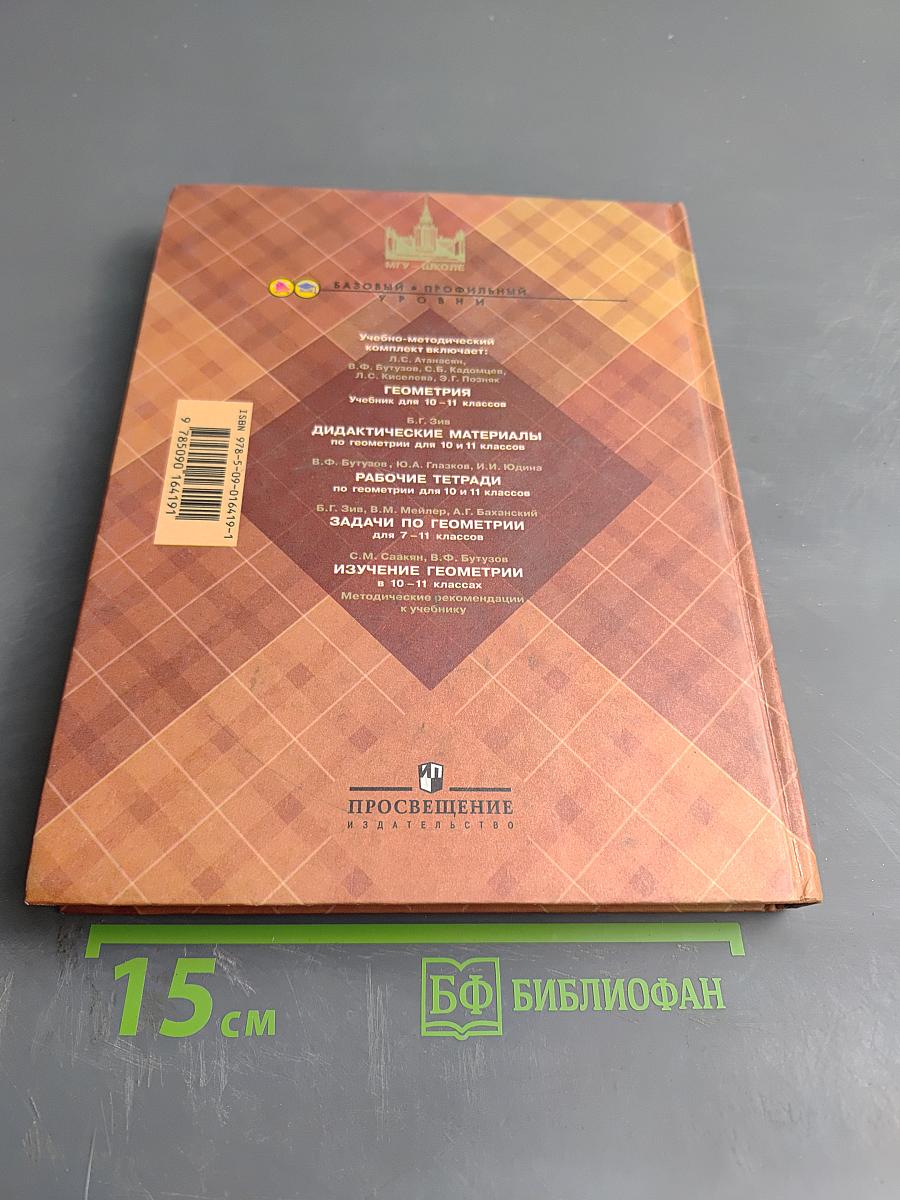 МГУ – ШКОЛЕ
БАЗОВЫЙ • ПРОФИЛЬНЫЙ
УРОВНИ
Учебно-методический
комплект включает:
Л.С. Атанасян,
В.Ф. Бутузов, С.Б. Кадомцев,
Л.С. Киселева, Э.Г. Позняк
ГЕОМЕТРИЯ
Учебник для 10–11 классов
Б.Г. Зив
ДИДАКТИЧЕСКИЕ МАТЕРИАЛЫ
по геометрии для 10 и 11 классов
В.Ф. Бутузов, Ю.А. Глазков, И.И. Юдина
РАБОЧИЕ ТЕТРАДИ
по геометрии для 10 и 11 классов
Б.Г. Зив, В.М. Мейлер, А.Г. Баханский
ЗАДАЧИ ПО ГЕОМЕТРИИ
для 7–11 классов
С.М. Саакян, В.Ф. Бутузов
ИЗУЧЕНИЕ ГЕОМЕТРИИ
в 10–11 классах
Методические рекомендации
к учебнику
ISBN 978-5-09-016419-1
9 785090 164191
ИП
ПРОСВЕЩЕНИЕ
ИЗДАТЕЛЬСТВО
15 см
БФ БИБЛИОФАН